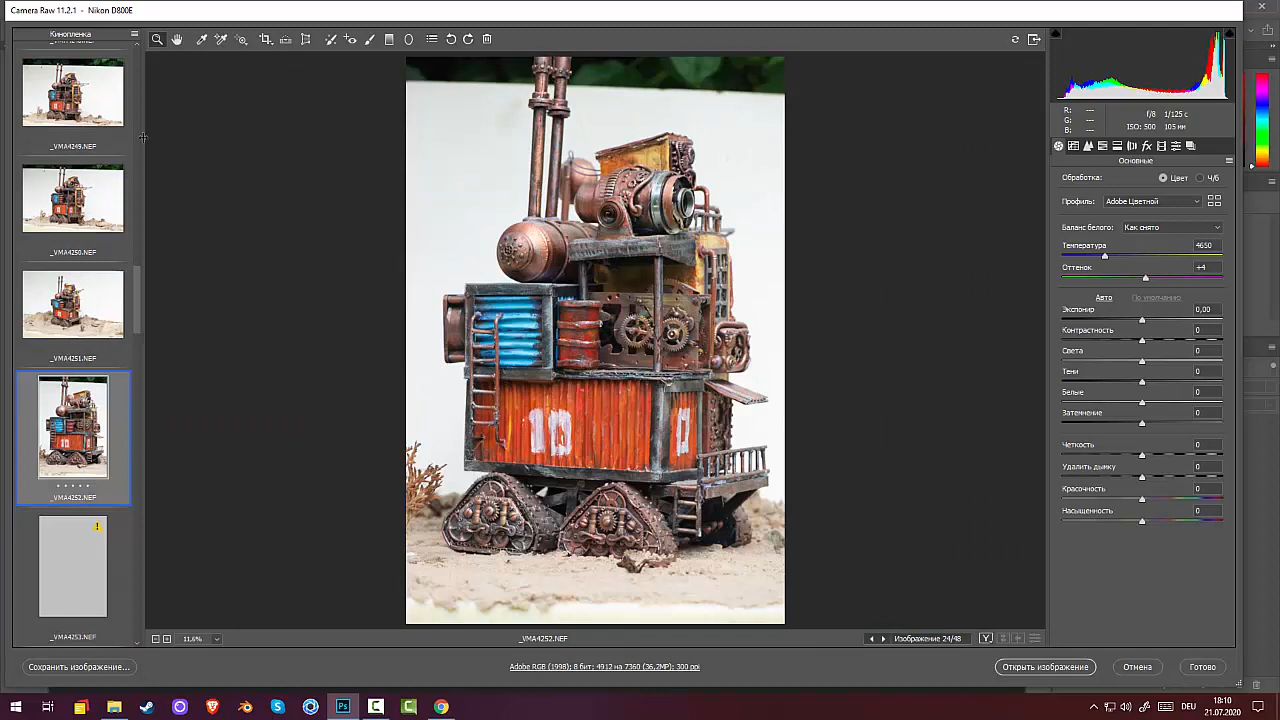 Camera Raw 11.2.1 - Nikon D800E
Кинопленка
_VMA4249.NEF
_VMA4250.NEF
_VMA4251.NEF
_VMA4252.NEF
_VMA4253.NEF
Сохранить изображение...
10
11,6%
_VMA4252.NEF
Изображение 24/48
Adobe RGB (1998); 8 бит; 4912 на 7360 (36,2МР); 300 ppi
Открыть изображение
Отмена
Готово
R: ---
G: ---
B: ---
f/8 1/125 с
ISO: 500 105 мм
Основные
Обработка: Цвет Ч/б
Профиль: Adobe Цветной
Баланс белого: Как снято
Температура 4650
Оттенок +4
Авто По умолчанию
Экспонир 0,00
Контрастность 0
Света 0
Тени 0
Белые 0
Затемнение 0
Четкость 0
Удалить дымку 0
Красочность 0
Насыщенность 0
Ps
DEU
18:10
21.07.2020